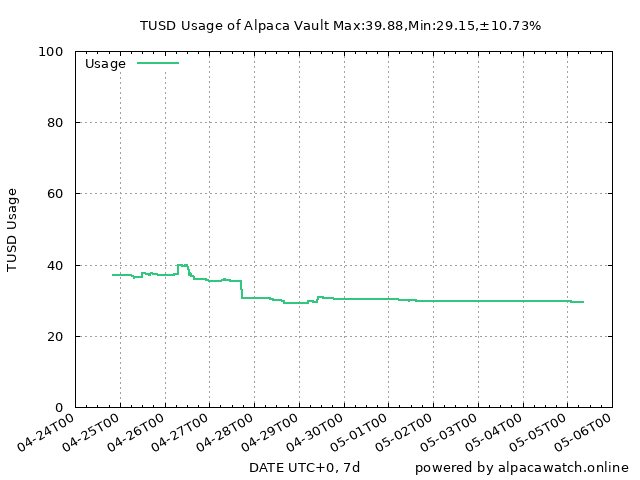 TUSD Usage of Alpaca Vault Max:39.88,Min:29.15,±10.73%
Usage
TUSD Usage
100
80
60
40
20
0
04-24T00
04-25T00
04-26T00
04-27T00
04-28T00
04-29T00
04-30T00
05-01T00
05-02T00
05-03T00
05-04T00
05-05T00
05-06T00
DATE UTC+0, 7d
powered by alpacawatch.online